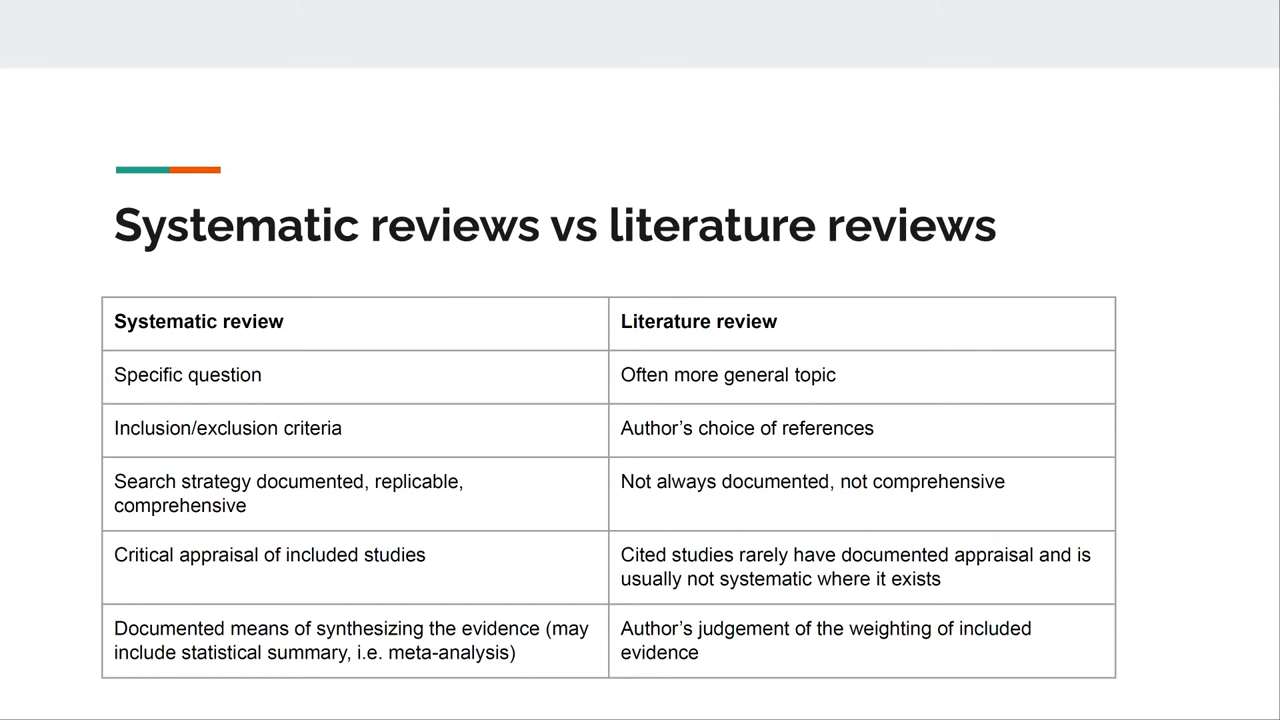 Systematic reviews vs literature reviews
Systematic review
Literature review
Specific question
Often more general topic
Inclusion/exclusion criteria
Author’s choice of references
Search strategy documented, replicable,
comprehensive
Not always documented, not comprehensive
Critical appraisal of included studies
Cited studies rarely have documented appraisal and is
usually not systematic where it exists
Documented means of synthesizing the evidence (may
include statistical summary, i.e. meta-analysis)
Author’s judgement of the weighting of included
evidence